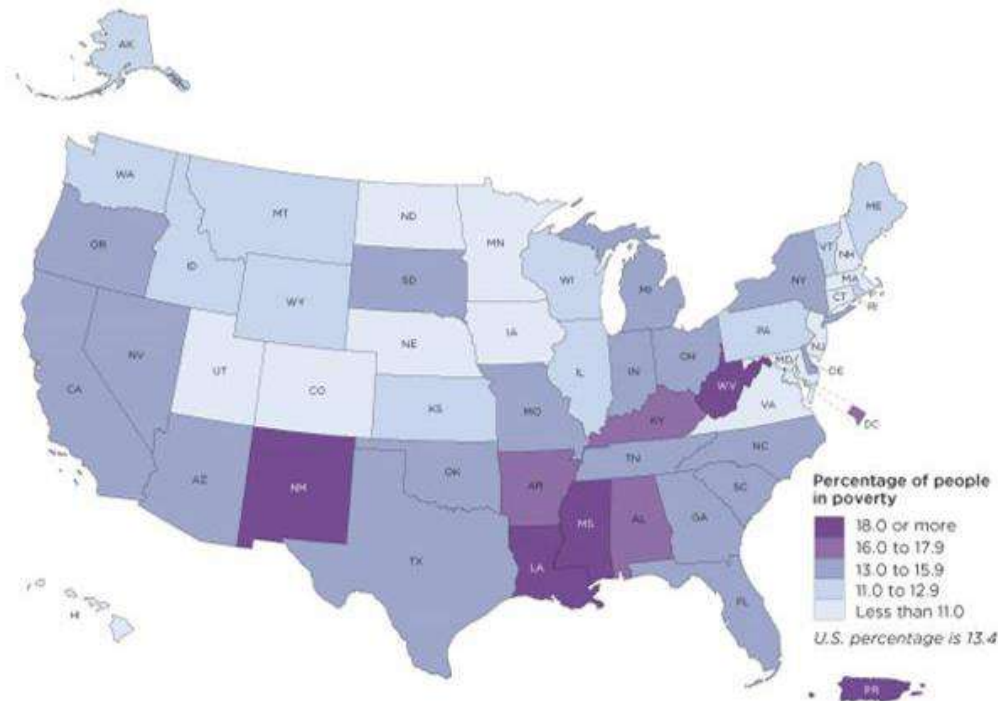 AK
WA
MT
ND
MN
ME
OR
ID
WY
SD
WI
MI
NY
VT
NH
MA
CT
RI
NV
UT
CO
NE
IA
IL
IN
OH
PA
NJ
MD
DE
CA
KS
MO
KY
WV
VA
DC
AZ
NM
OK
AR
TN
NC
SC
TX
LA
MS
AL
GA
FL
HI
Percentage of people
in poverty
18.0 or more
16.0 to 17.9
13.0 to 15.9
11.0 to 12.9
Less than 11.0
U.S. percentage is 13.4
PR